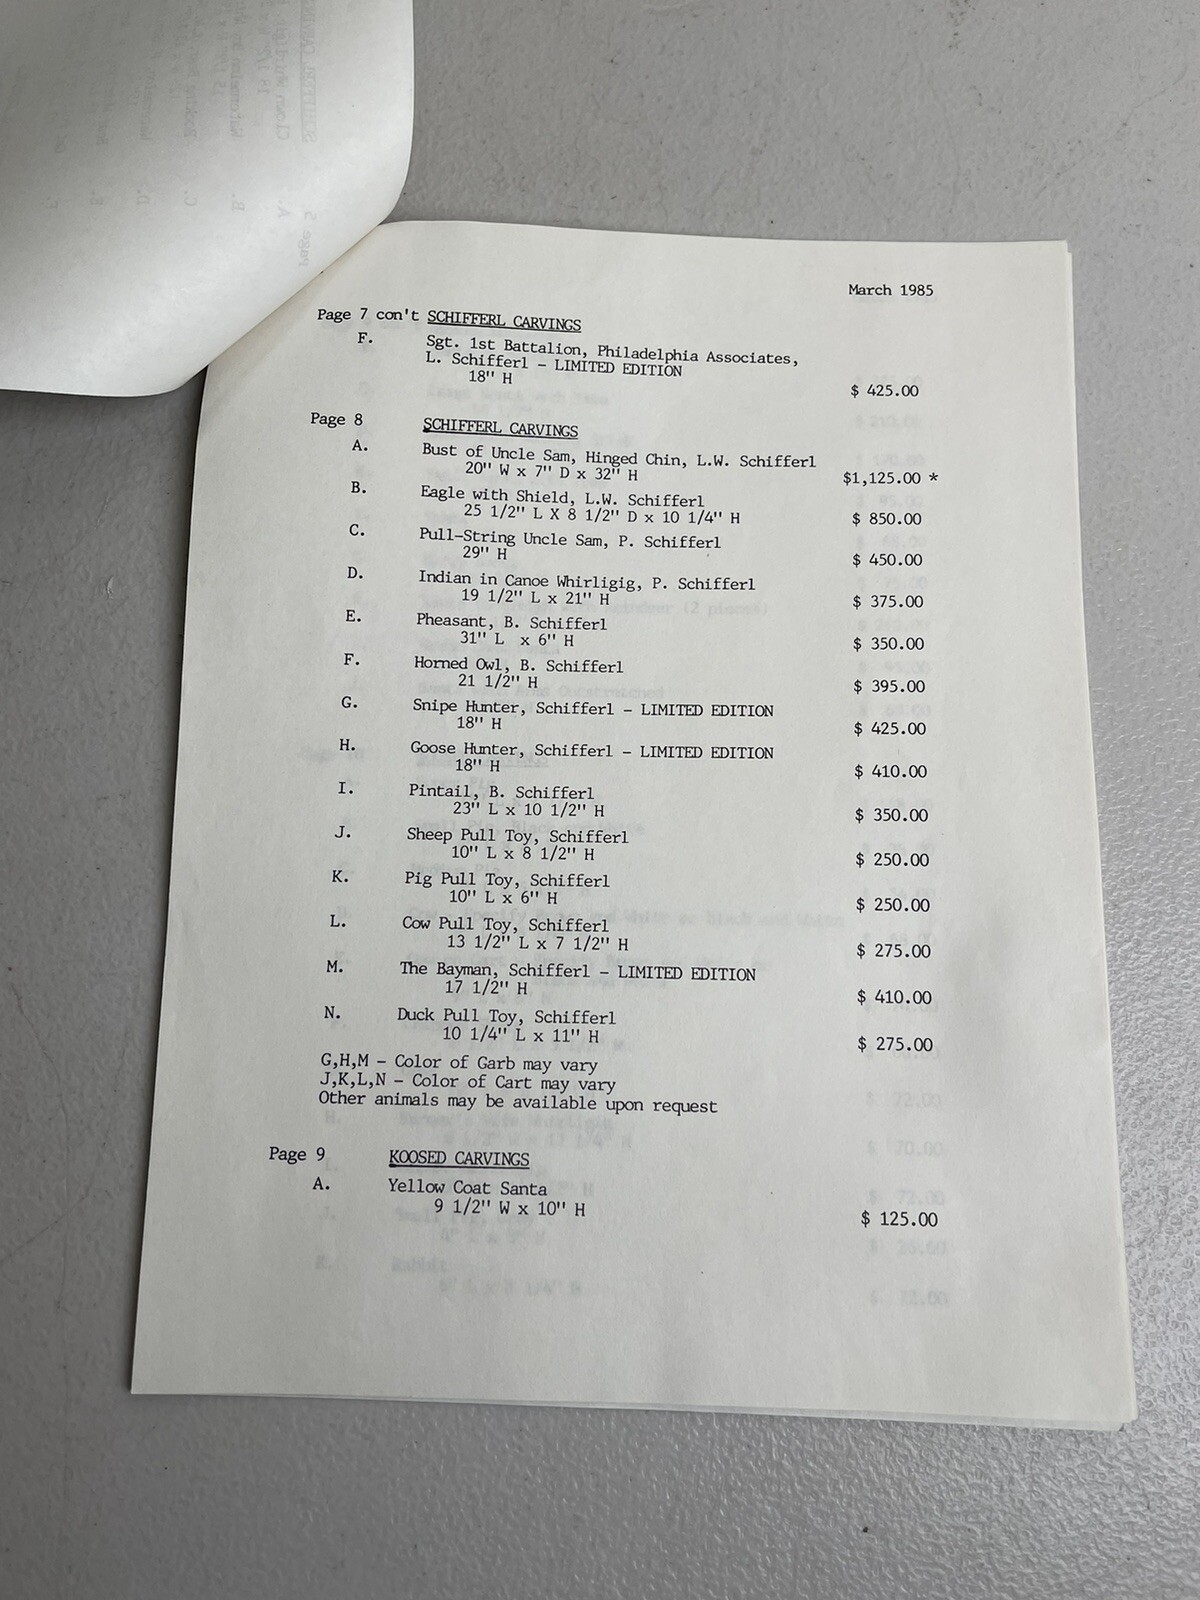 March 1985
Page 7 con't SCHIFFERL CARVINGS
F. Sgt. 1st Battalion, Philadelphia Associates,
L. Schifferl - LIMITED EDITION
18" H $ 425.00
Page 8 SCHIFFERL CARVINGS
A. Bust of Uncle Sam, Hinged Chin, L.W. Schifferl
20" W x 7" D x 32" H $1,125.00 *
B. Eagle with Shield, L.W. Schifferl
25 1/2" L X 8 1/2" D x 10 1/4" H $ 850.00
C. Pull-String Uncle Sam, P. Schifferl
29" H $ 450.00
D. Indian in Canoe Whirligig, P. Schifferl
19 1/2" L x 21" H $ 375.00
E. Pheasant, B. Schifferl
31" L x 6" H $ 350.00
F. Horned Owl, B. Schifferl
21 1/2" H $ 395.00
G. Snipe Hunter, Schifferl - LIMITED EDITION
18" H $ 425.00
H. Goose Hunter, Schifferl - LIMITED EDITION
18" H $ 410.00
I. Pintail, B. Schifferl
23" L x 10 1/2" H $ 350.00
J. Sheep Pull Toy, Schifferl
10" L x 8 1/2" H $ 250.00
K. Pig Pull Toy, Schifferl
10" L x 6" H $ 250.00
L. Cow Pull Toy, Schifferl
13 1/2" L x 7 1/2" H $ 275.00
M. The Bayman, Schifferl - LIMITED EDITION
17 1/2" H $ 410.00
N. Duck Pull Toy, Schifferl
10 1/4" L x 11" H $ 275.00
G,H,M - Color of Garb may vary
J,K,L,N - Color of Cart may vary
Other animals may be available upon request
Page 9 KOOSED CARVINGS
A. Yellow Coat Santa
9 1/2" W x 10" H $ 125.00